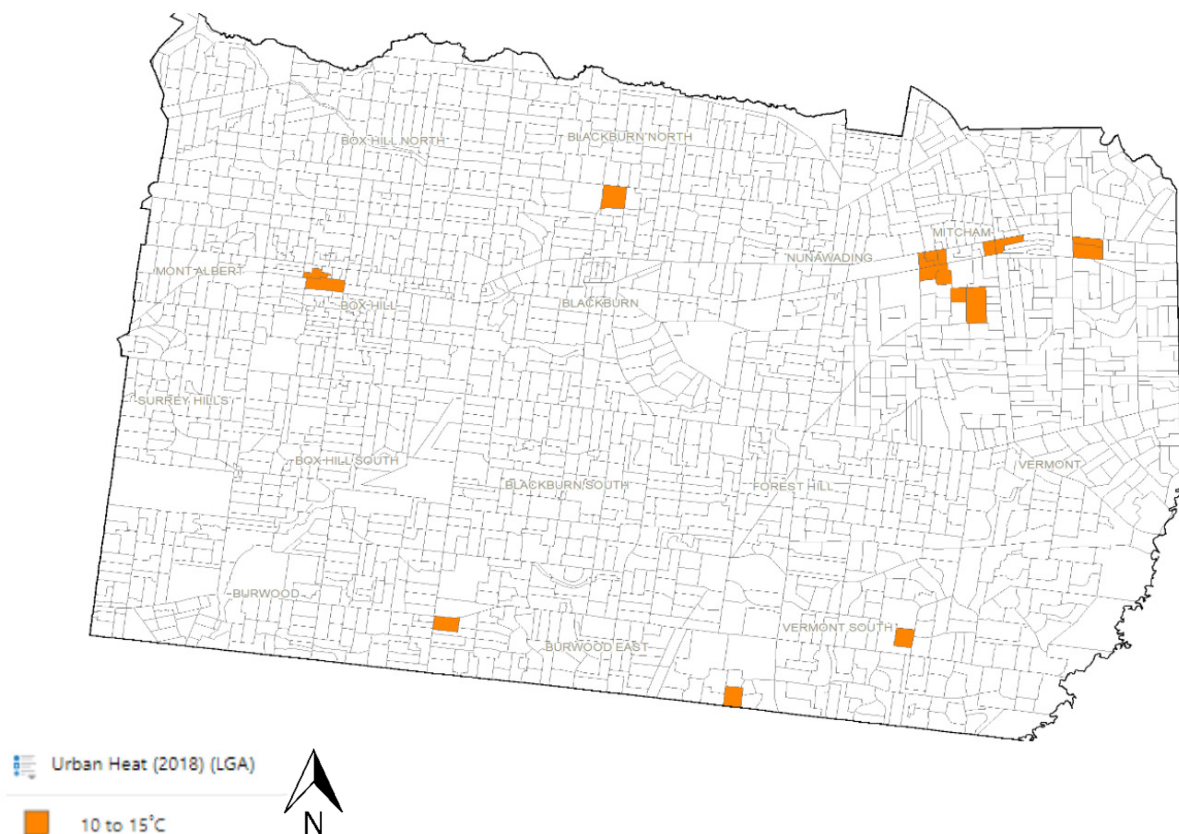 BOX HILL NORTH
BLACKBURN NORTH
MITCHAM
NUNAWADING
MONT ALBERT
BOX HILL
BLACKBURN
SURREY HILLS
BOX HILL SOUTH
BLACKBURN SOUTH
FOREST HILL
VERMONT
BURWOOD
BURWOOD EAST
VERMONT SOUTH
Urban Heat (2018) (LGA)
10 to 15°C
N